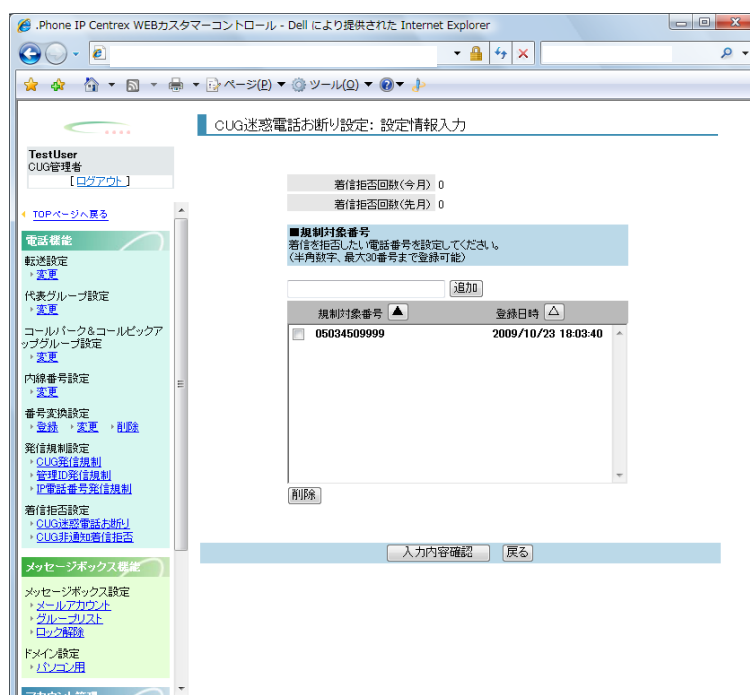 .Phone IP Centrex WEBカスタマーコントロール - Dell により提供された Internet Explorer
ページ(P) ツール(O)
CUG迷惑電話お断り設定: 設定情報入力
TestUser
CUG管理者
[ログアウト]
TOPページへ戻る
着信拒否回数(今月) 0
着信拒否回数(先月) 0
■規制対象番号
着信を拒否したい電話番号を設定してください。
(半角数字、最大30番号まで登録可能)
追加
規制対象番号 ▲ 登録日時 △
05034509999 2009/10/23 18:03:40
削除
入力内容確認 戻る
電話機能
転送設定
変更
代表グループ設定
変更
コールパーク&コールピックア
ップグループ設定
変更
内線番号設定
変更
番号変換設定
登録 変更 削除
発信規制設定
CUG発信規制
管理ID発信規制
IP電話番号発信規制
着信拒否設定
CUG迷惑電話お断り
CUG非通知着信拒否
メッセージボックス機能
メッセージボックス設定
メールアカウント
グループリスト
ロック解除
ドメイン設定
パソコン用
アカウント管理